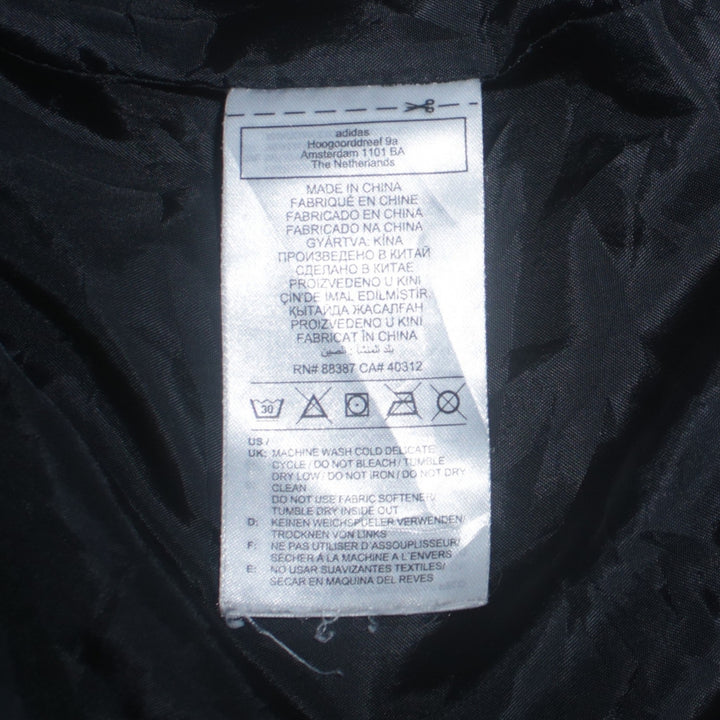 adidas
Hoogoorddreef 9a
Amsterdam 1101 BA
The Netherlands
MADE IN CHINA
FABRIQUÉ EN CHINE
FABRICADO EN CHINA
FABRICADO NA CHINA
GYÁRTVA: KÍNA
ПРОИЗВЕДЕНО В КИТАЙ
СДЕЛАНО В КИТАЕ
PROIZVEDENO U KINI
ÇİN'DE İMAL EDİLMİŞTİR
ҚЫТАЙДА ЖАСАЛҒАН
PROIZVEDENO U KINI
FABRICAT ÎN CHINA
بلد المنشأ : الصين
RN# 88387 CA# 40312
30
US /
UK: MACHINE WASH COLD DELICATE
CYCLE / DO NOT BLEACH / TUMBLE
DRY LOW / DO NOT IRON / DO NOT DRY
CLEAN
DO NOT USE FABRIC SOFTENER/
TUMBLE DRY INSIDE OUT
D: KEINEN WEICHSPUELER VERWENDEN/
TROCKNEN VON LINKS
F: NE PAS UTILISER D'ASSOUPLISSEUR/
SÉCHER À LA MACHINE A L'ENVERS
E: NO USAR SUAVIZANTES TEXTILES/
SECAR EN MAQUINA DEL REVES